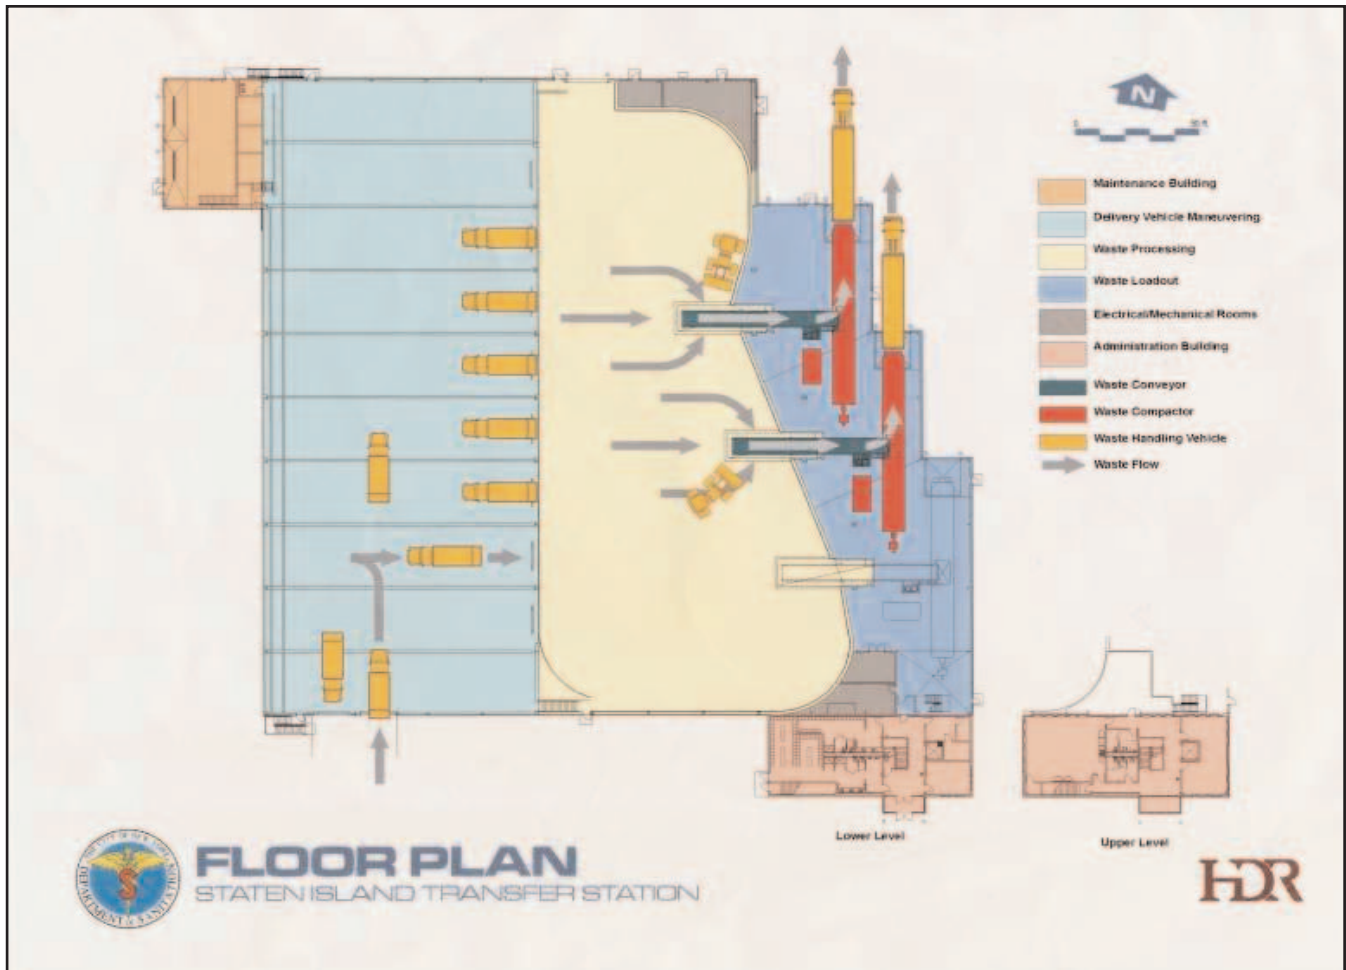 N
Maintenance Building
Delivery Vehicle Maneuvering
Waste Processing
Waste Loadout
Electrical/Mechanical Rooms
Administration Building
Waste Conveyor
Waste Compactor
Waste Handling Vehicle
Waste Flow
Lower Level
Upper Level
FLOOR PLAN
STATEN ISLAND TRANSFER STATION
HDR